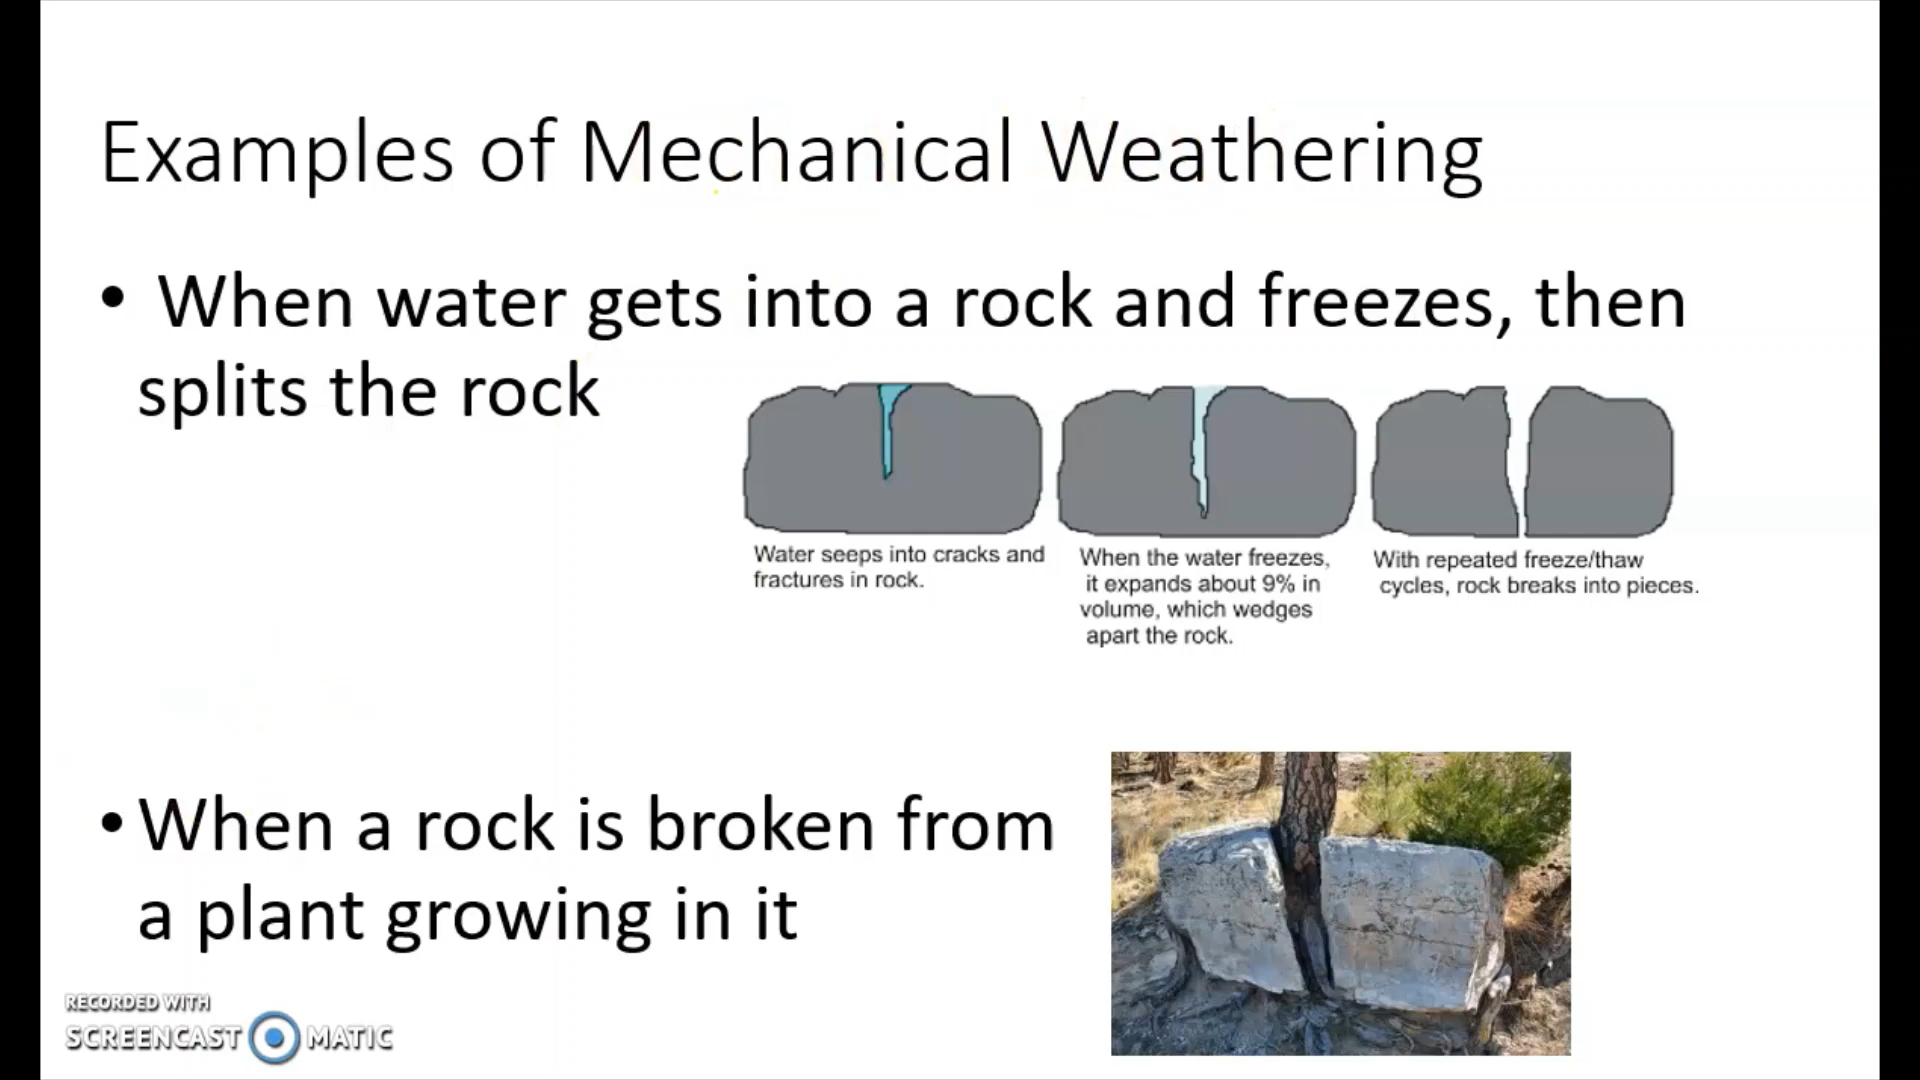 Examples of Mechanical Weathering
• When water gets into a rock and freezes, then
splits the rock
Water seeps into cracks and
fractures in rock.
When the water freezes,
it expands about 9% in
volume, which wedges
apart the rock.
With repeated freeze/thaw
cycles, rock breaks into pieces.
• When a rock is broken from
a plant growing in it
RECORDED WITH
SCREENCAST MATIC